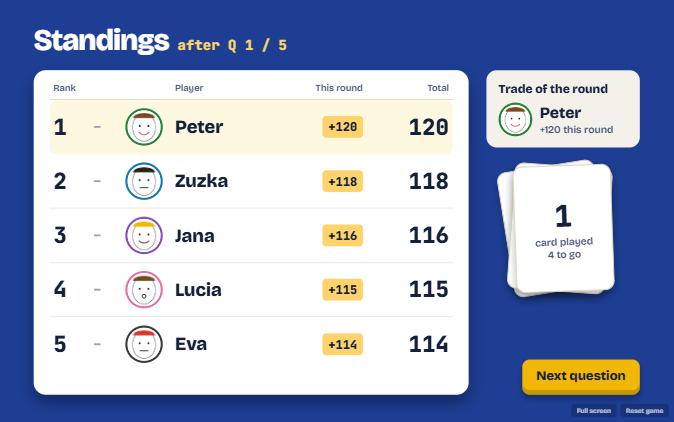 Standings after Q 1 / 5
Rank Player This round Total
1 – Peter +120 120
2 – Zuzka +118 118
3 – Jana +116 116
4 – Lucia +115 115
5 – Eva +114 114
Trade of the round
Peter
+120 this round
1
card played
4 to go
Next question
Full screen Reset game